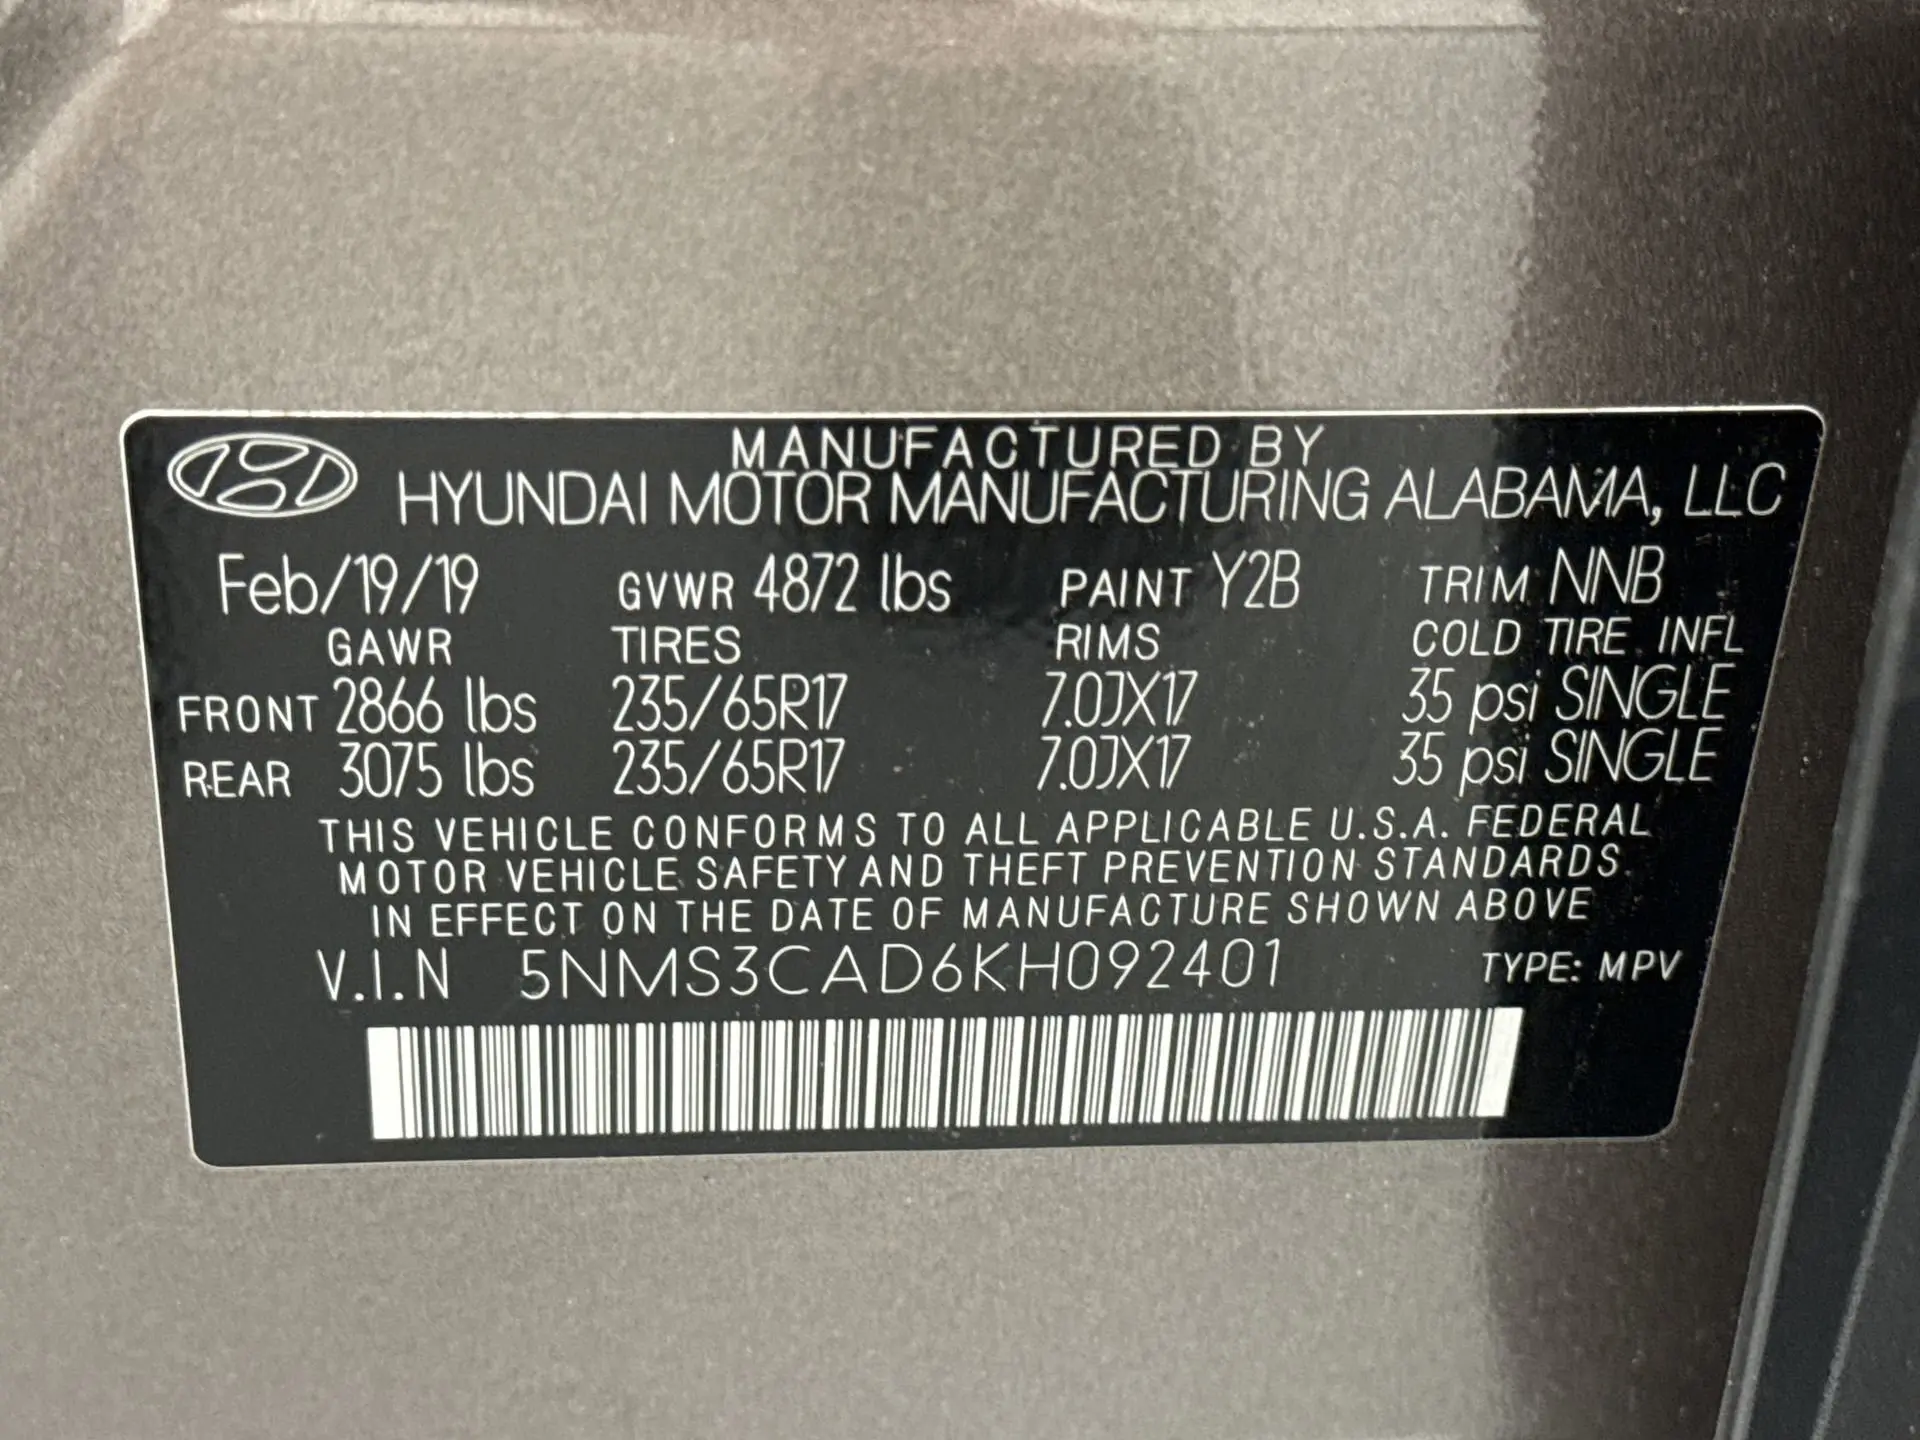 MANUFACTURED BY
HYUNDAI MOTOR MANUFACTURING ALABAMA, LLC
Feb/19/19 GVWR 4872 lbs PAINT Y2B TRIM NNB
GAWR TIRES RIMS COLD TIRE INFL
FRONT 2866 lbs 235/65R17 7.0JX17 35 psi SINGLE
REAR 3075 lbs 235/65R17 7.0JX17 35 psi SINGLE
THIS VEHICLE CONFORMS TO ALL APPLICABLE U.S.A. FEDERAL
MOTOR VEHICLE SAFETY AND THEFT PREVENTION STANDARDS.
IN EFFECT ON THE DATE OF MANUFACTURE SHOWN ABOVE
V.I.N 5NMS3CAD6KH092401 TYPE: MPV